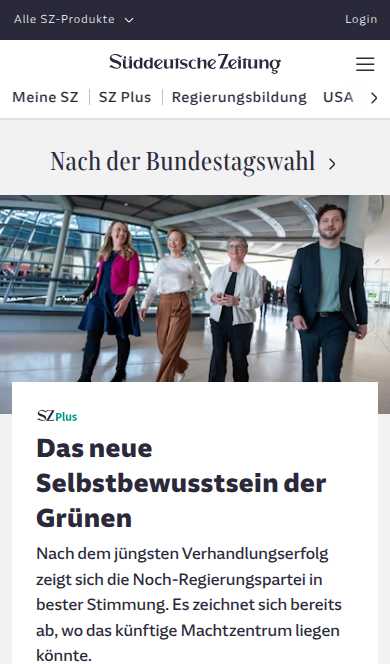 Alle SZ-Produkte
Login
Süddeutsche Zeitung
Meine SZ
SZ Plus
Regierungsbildung
USA
Nach der Bundestagswahl
SZ Plus
Das neue
Selbstbewusstsein der
Grünen
Nach dem jüngsten Verhandlungserfolg
zeigt sich die Noch-Regierungspartei in
bester Stimmung. Es zeichnet sich bereits
ab, wo das künftige Machtzentrum liegen
könnte.